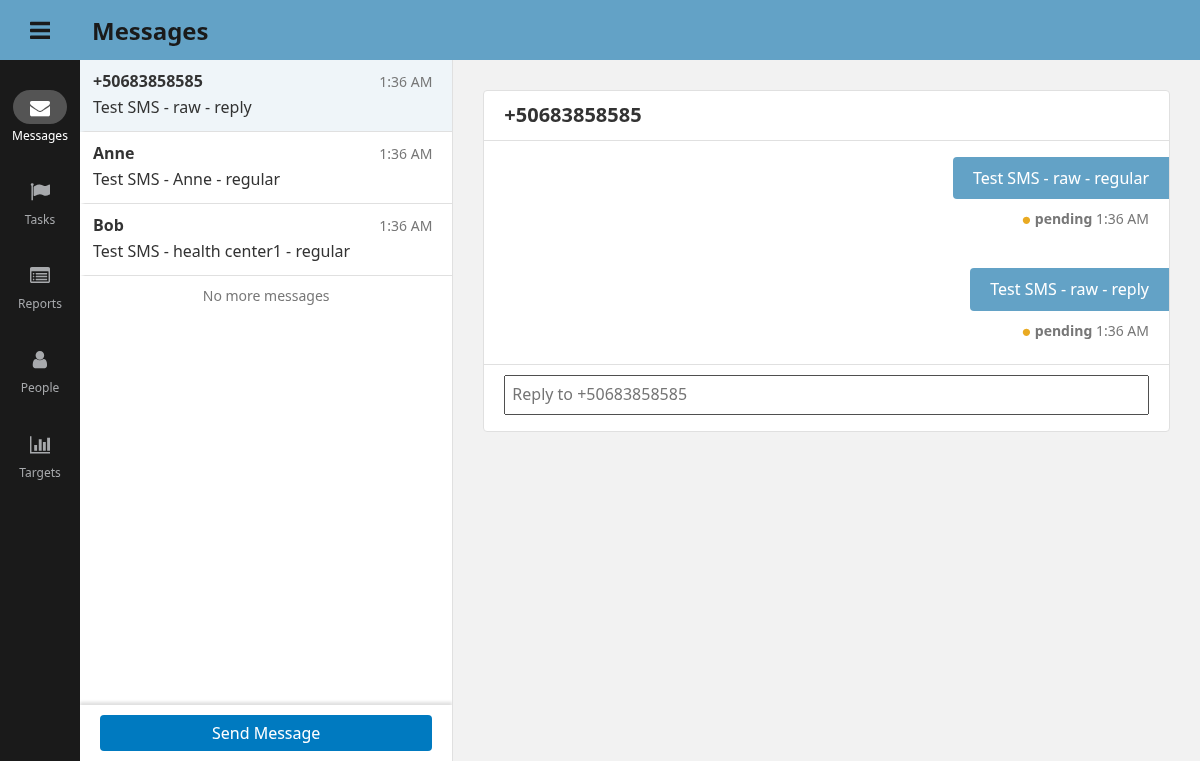 Messages
Messages
Tasks
Reports
People
Targets
+50683858585 1:36 AM
Test SMS - raw - reply
Anne 1:36 AM
Test SMS - Anne - regular
Bob 1:36 AM
Test SMS - health center1 - regular
No more messages
Send Message
+50683858585
Test SMS - raw - regular
pending 1:36 AM
Test SMS - raw - reply
pending 1:36 AM
Reply to +50683858585